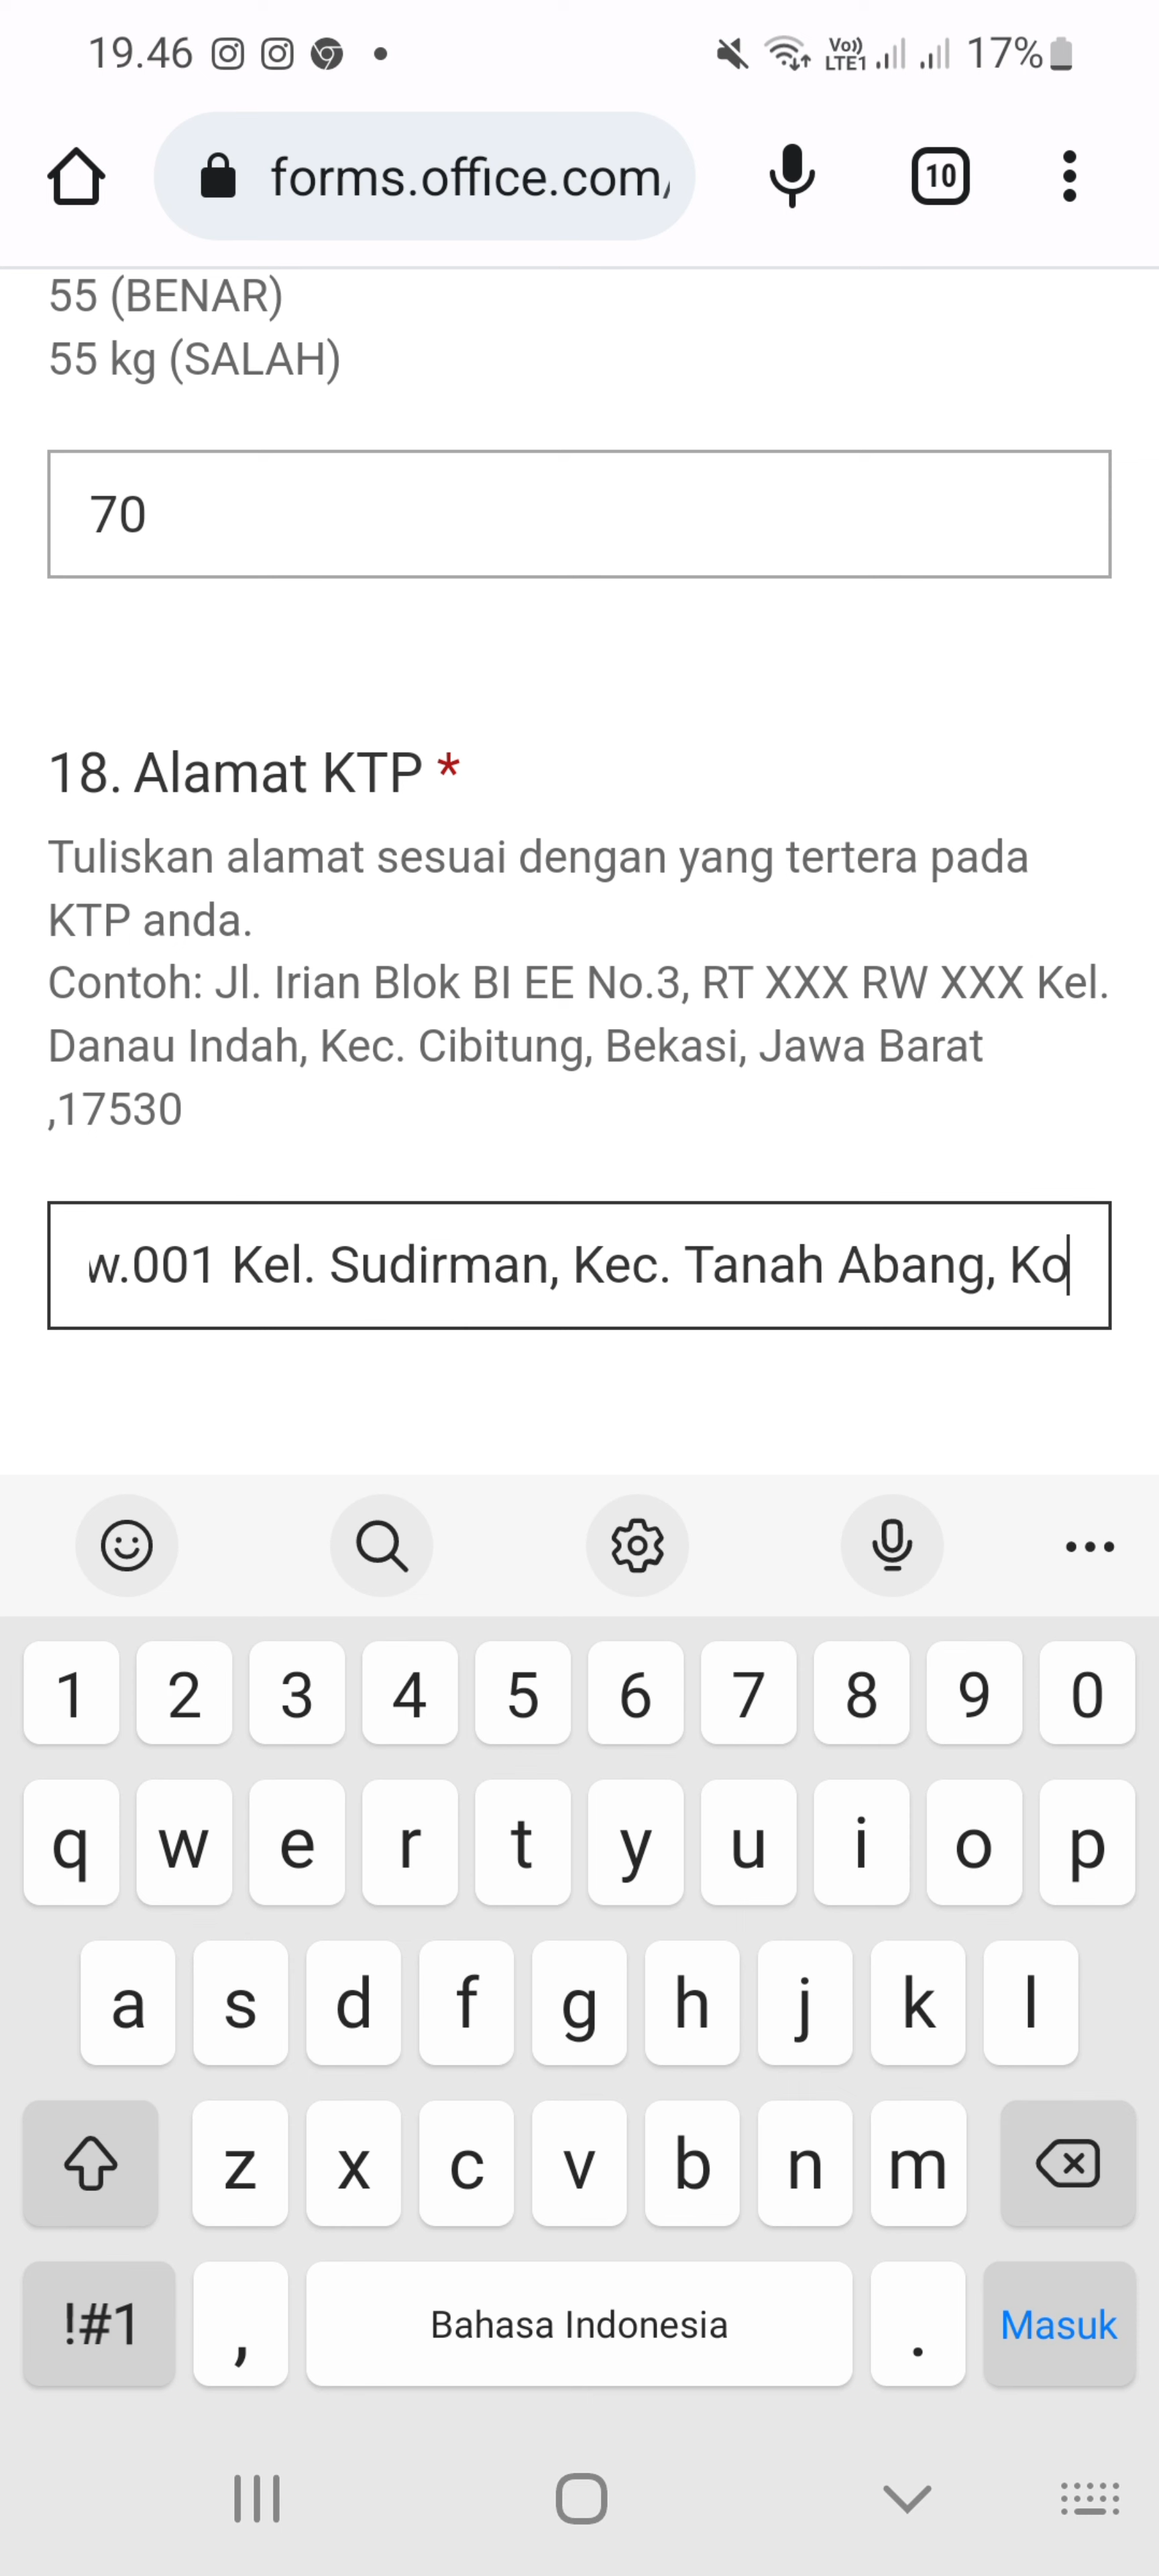 19.46
Vo)) LTE1
17%
forms.office.com/
10
55 (BENAR)
55 kg (SALAH)
70
18. Alamat KTP *
Tuliskan alamat sesuai dengan yang tertera pada
KTP anda.
Contoh: Jl. Irian Blok BI EE No.3, RT XXX RW XXX Kel.
Danau Indah, Kec. Cibitung, Bekasi, Jawa Barat
,17530
w.001 Kel. Sudirman, Kec. Tanah Abang, Ko
1 2 3 4 5 6 7 8 9 0
q w e r t y u i o p
a s d f g h j k l
z x c v b n m
!#1 , Bahasa Indonesia . Masuk